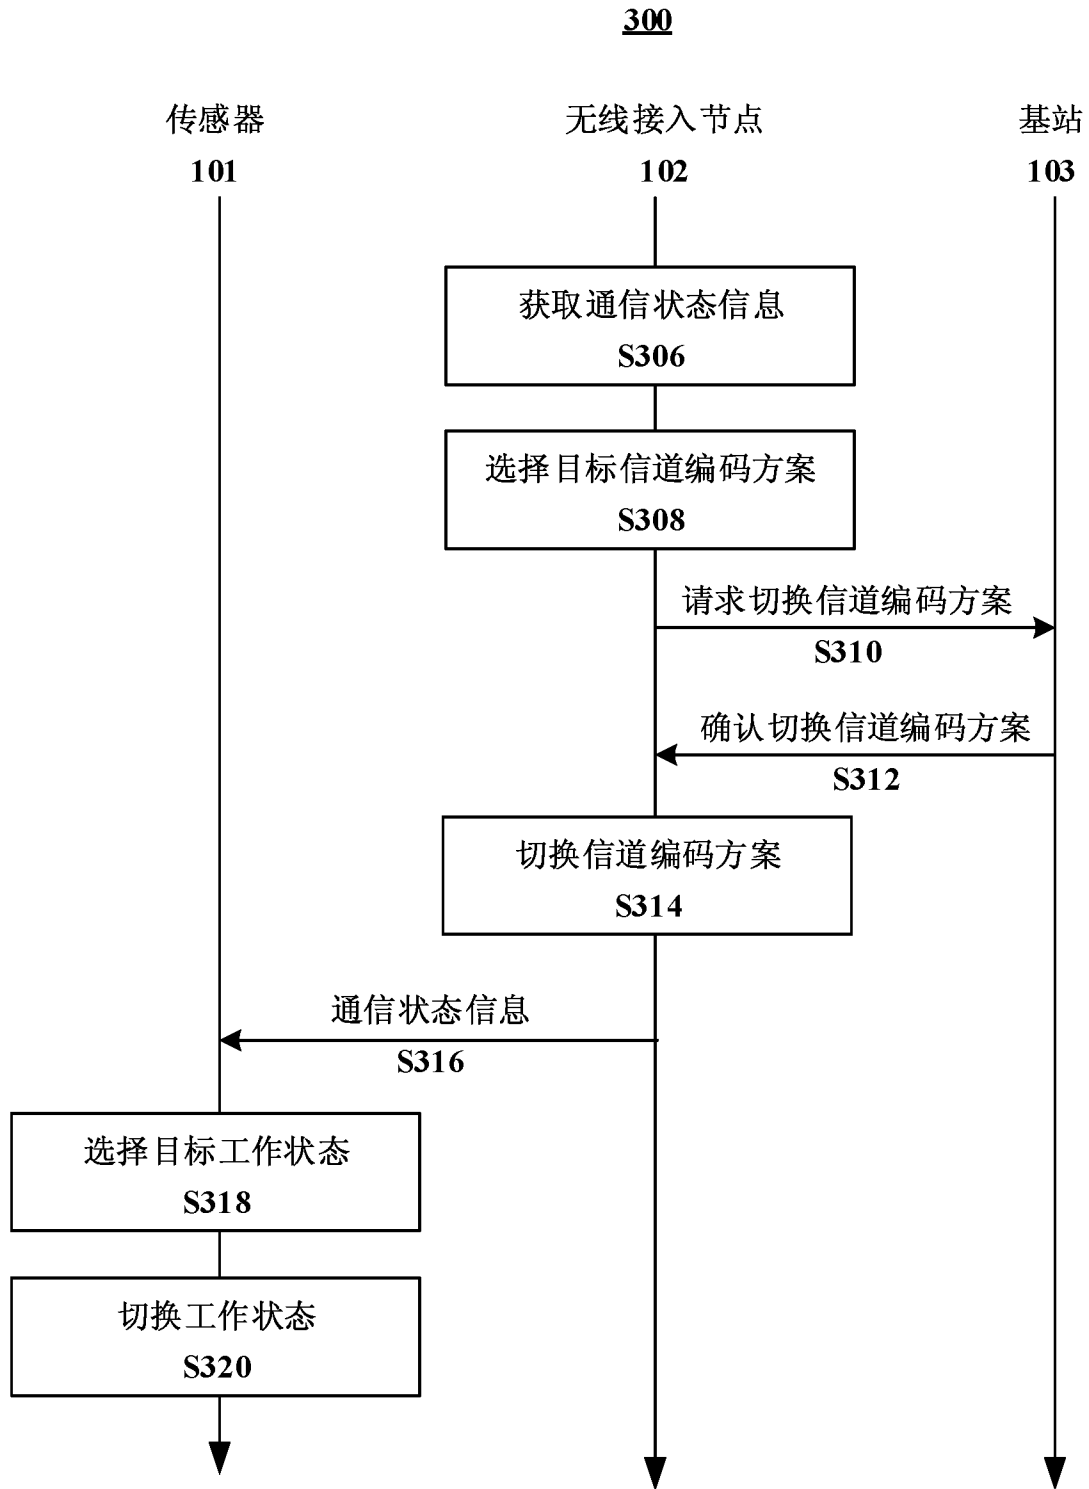 300
传感器
101
无线接入节点
102
基站
103
获取通信状态信息
S306
选择目标信道编码方案
S308
请求切换信道编码方案
S310
确认切换信道编码方案
S312
切换信道编码方案
S314
通信状态信息
S316
选择目标工作状态
S318
切换工作状态
S320